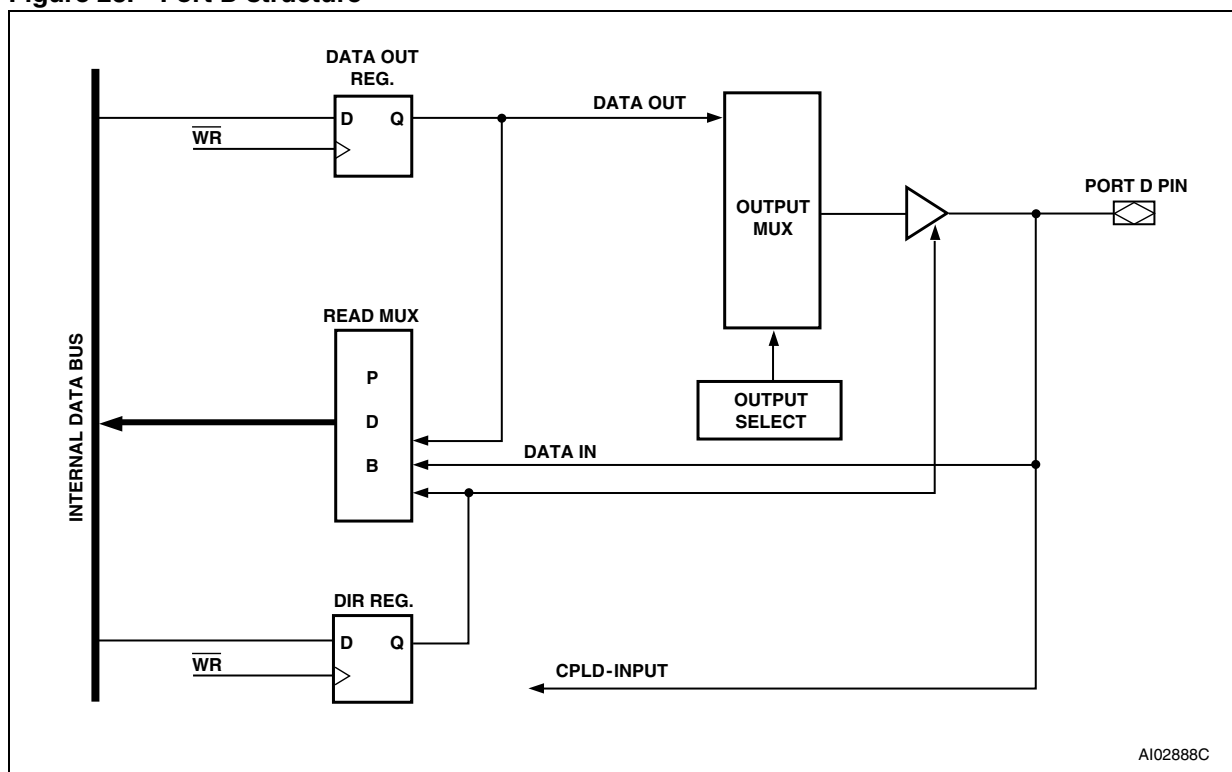 DATA OUT
REG.
D Q
WR
DATA OUT
OUTPUT
MUX
PORT D PIN
READ MUX
P
D
B
INTERNAL DATA BUS
OUTPUT
SELECT
DATA IN
DIR REG.
D Q
WR
CPLD-INPUT
AI02888C